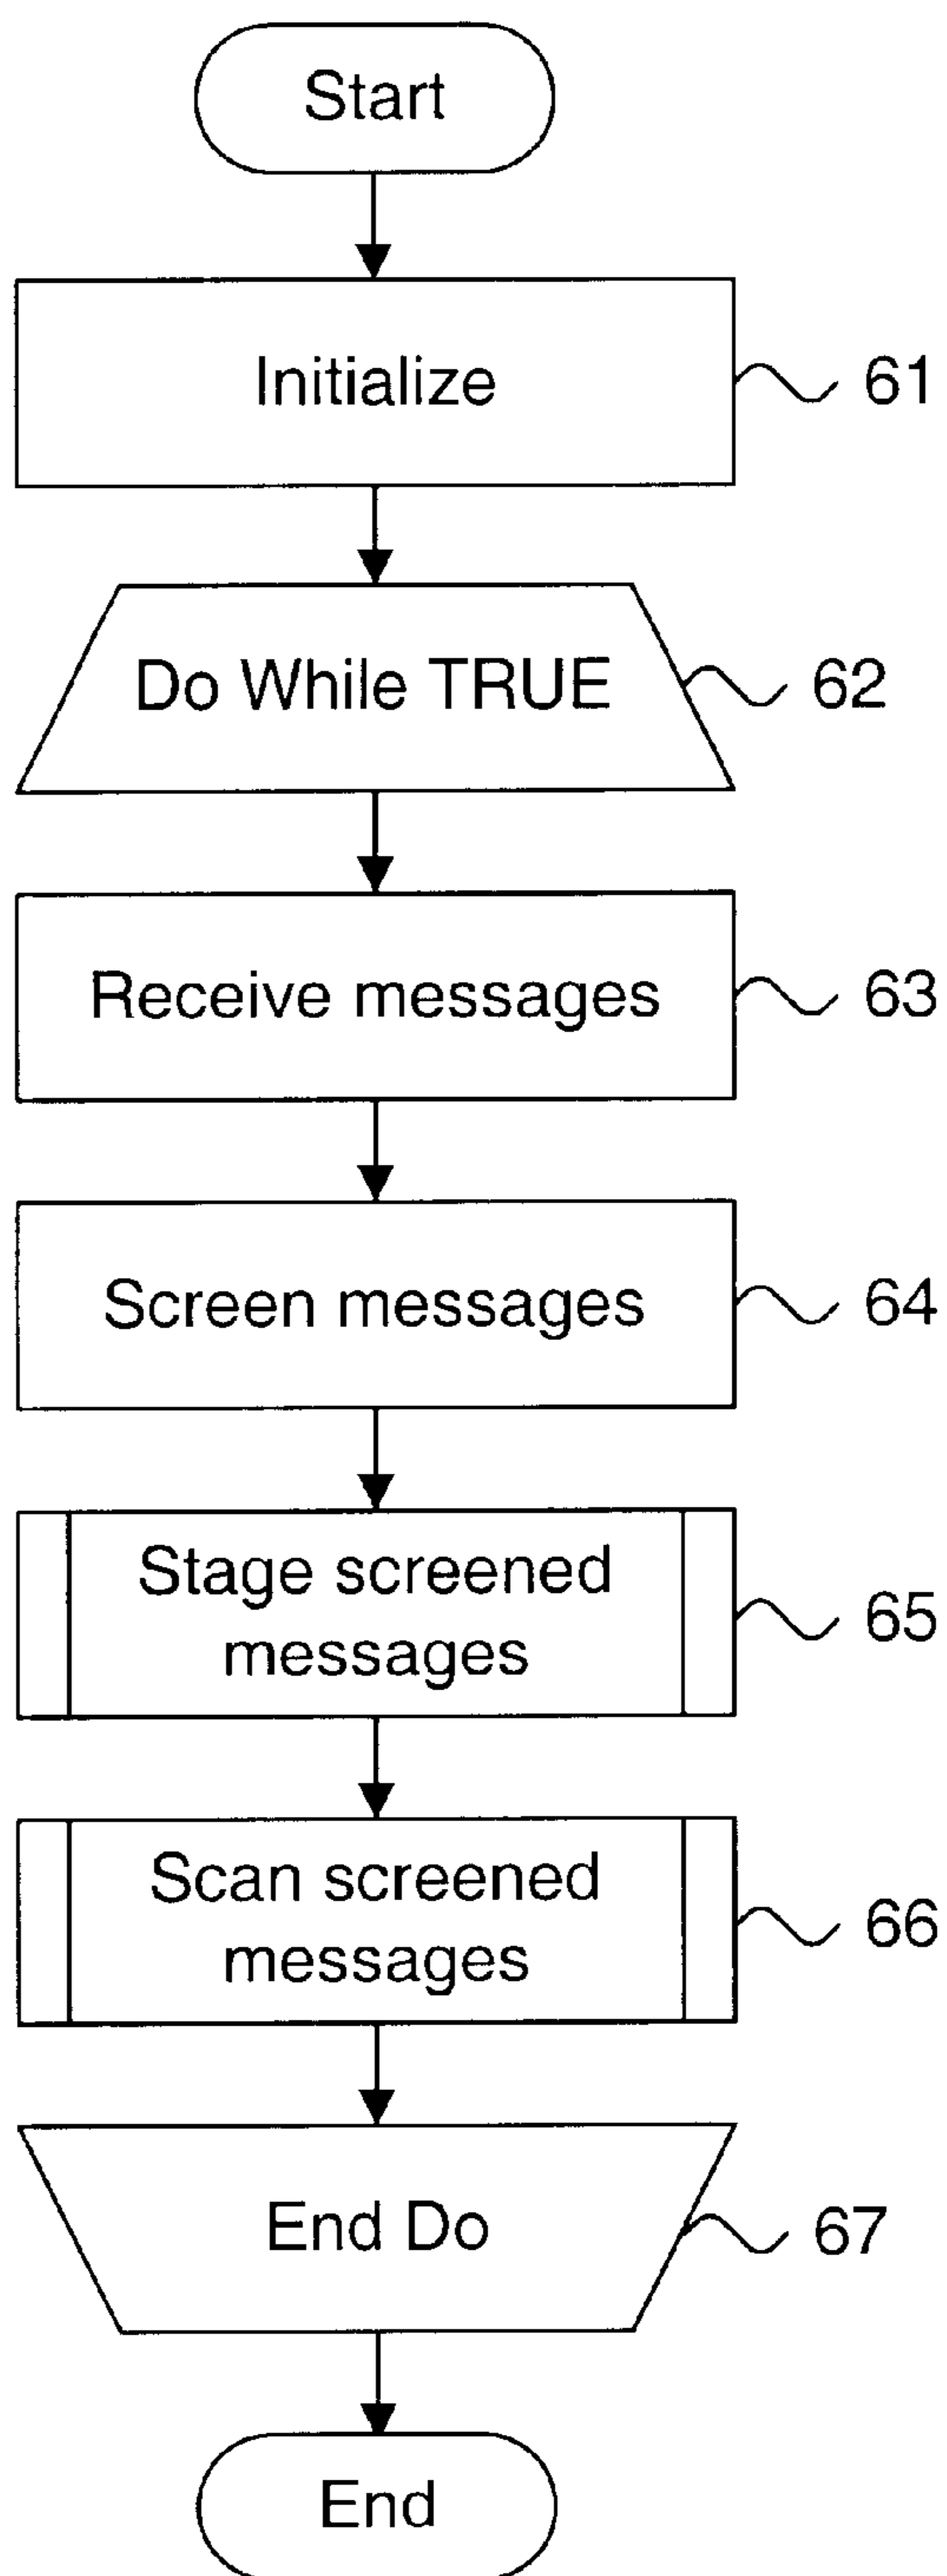 Start
Initialize
61
Do While TRUE
62
Receive messages
63
Screen messages
64
Stage screened
messages
65
Scan screened
messages
66
End Do
67
End